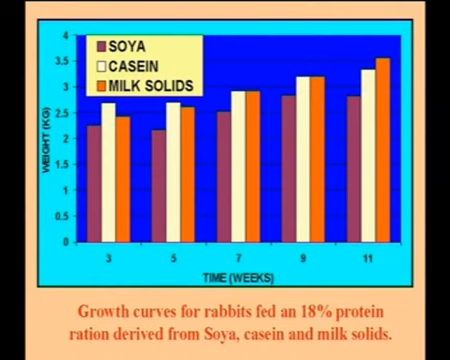 4
3.5
3
2.5
2
1.5
1
0.5
0
WEIGHT (KG)
SOYA
CASEIN
MILK SOLIDS
3 5 7 9 11
TIME (WEEKS)
Growth curves for rabbits fed an 18% protein
ration derived from Soya, casein and milk solids.